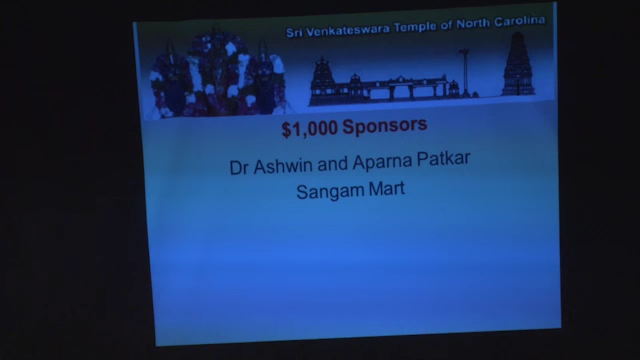 Sri Venkateswara Temple of North Carolina
$1,000 Sponsors
Dr Ashwin and Aparna Patkar
Sangam Mart